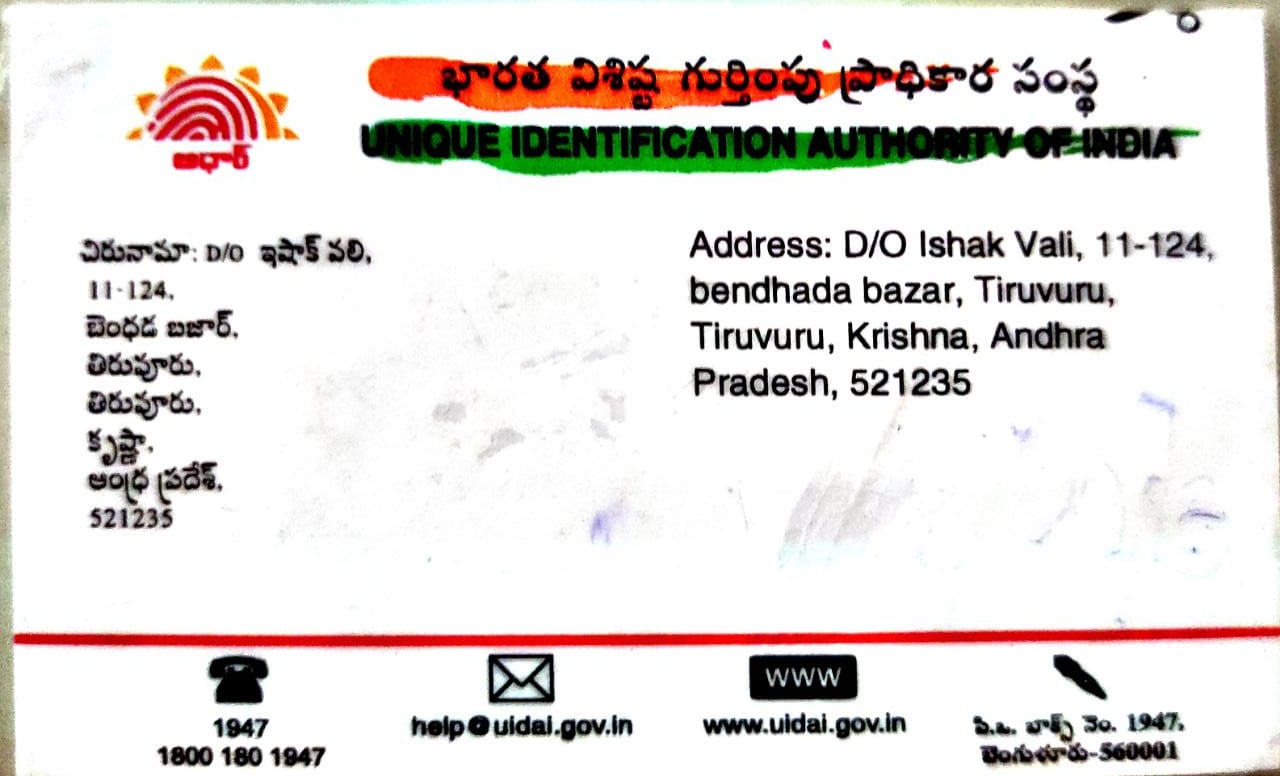 భారత విశిష్ట గుర్తింపు ప్రాధికార సంస్థ
UNIQUE IDENTIFICATION AUTHORITY OF INDIA
ఆధార్
చిరునామా: D/O ఇషాక్ వలి,
11-124,
బెంధడ బజార్,
తిరువూరు,
తిరువూరు,
కృష్ణా,
ఆంధ్ర ప్రదేశ్,
521235
Address: D/O Ishak Vali, 11-124,
bendhada bazar, Tiruvuru,
Tiruvuru, Krishna, Andhra
Pradesh, 521235
1947
1800 180 1947
help@uidai.gov.in
www
www.uidai.gov.in
పి.ఒ. బాక్స్ నెం. 1947,
బెంగుళూరు-560001